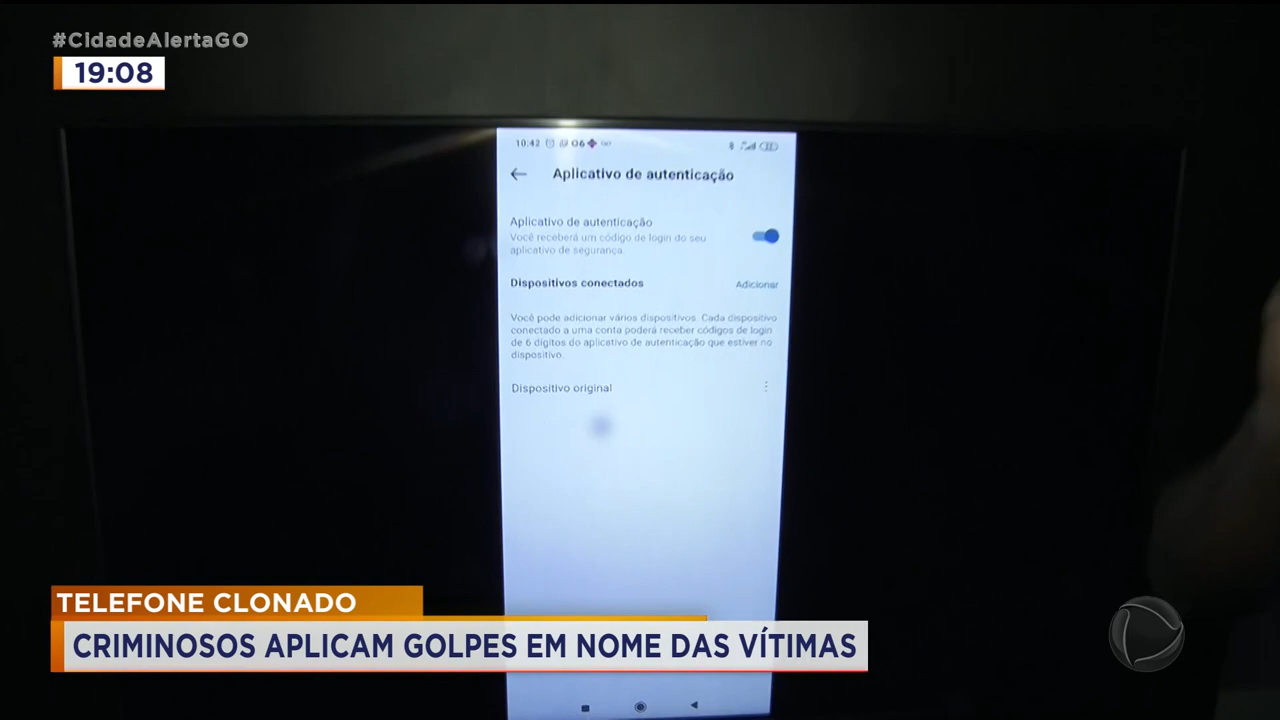 #CidadeAlertaGO
19:08
10:42
Aplicativo de autenticação
Aplicativo de autenticação
Você receberá um código de login do seu
aplicativo de segurança.
Dispositivos conectados
Adicionar
Você pode adicionar vários dispositivos. Cada dispositivo
conectado a uma conta poderá receber códigos de login
de 6 dígitos do aplicativo de autenticação que estiver no
dispositivo.
Dispositivo original
TELEFONE CLONADO
CRIMINOSOS APLICAM GOLPES EM NOME DAS VÍTIMAS